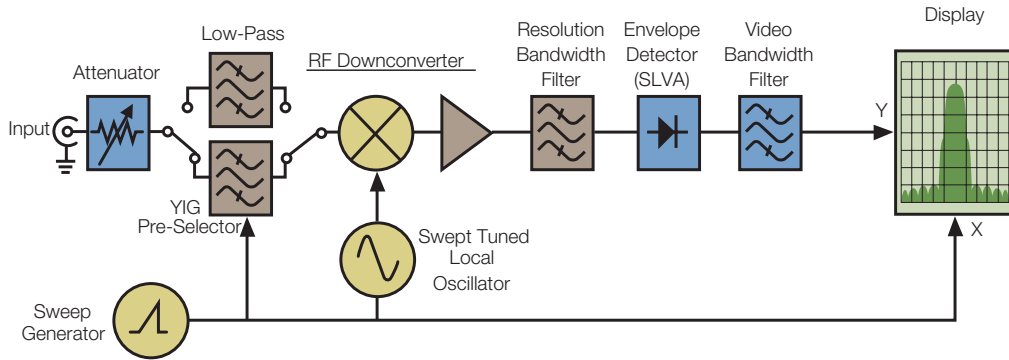 Display
Low-Pass
Resolution
Bandwidth
Filter
Envelope
Detector
(SLVA)
Video
Bandwidth
Filter
RF Downconverter
Attenuator
Input
Y
YIG
Pre-Selector
X
Swept Tuned
Local
Oscillator
Sweep
Generator